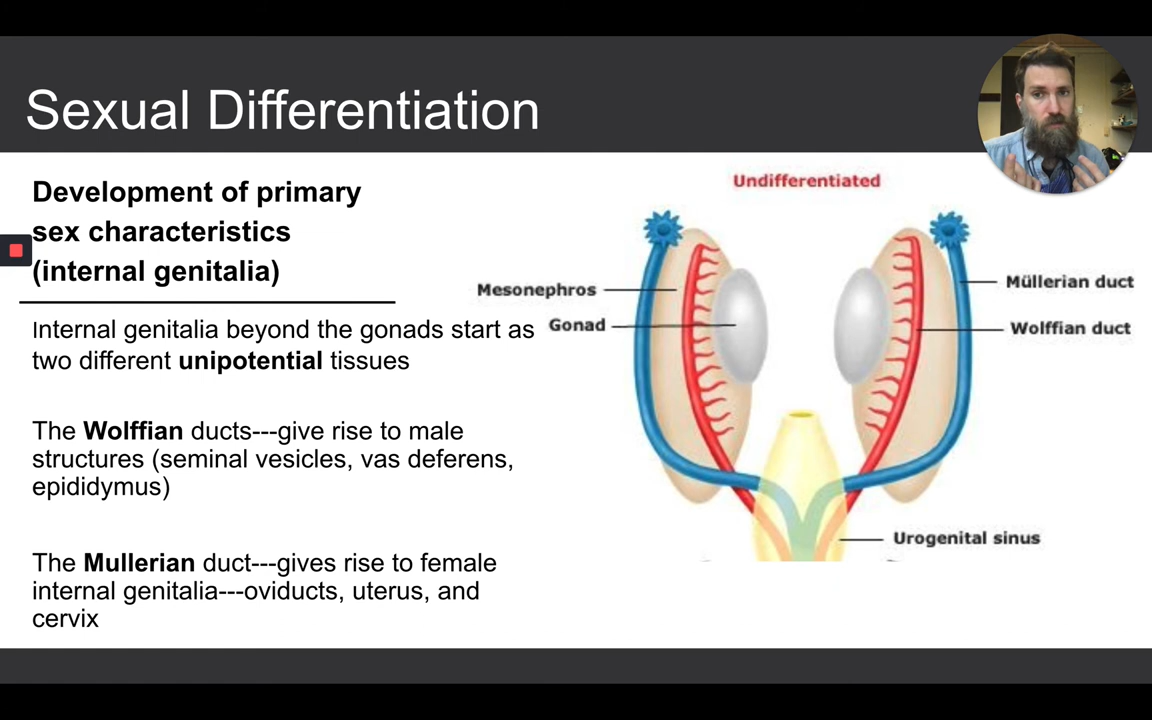 Sexual Differentiation
Development of primary
sex characteristics
(internal genitalia)
Internal genitalia beyond the gonads start as
two different unipotential tissues
The Wolffian ducts---give rise to male
structures (seminal vesicles, vas deferens,
epididymus)
The Mullerian duct---gives rise to female
internal genitalia---oviducts, uterus, and
cervix
Undifferentiated
Mesonephros
Gonad
Müllerian duct
Wolffian duct
Urogenital sinus